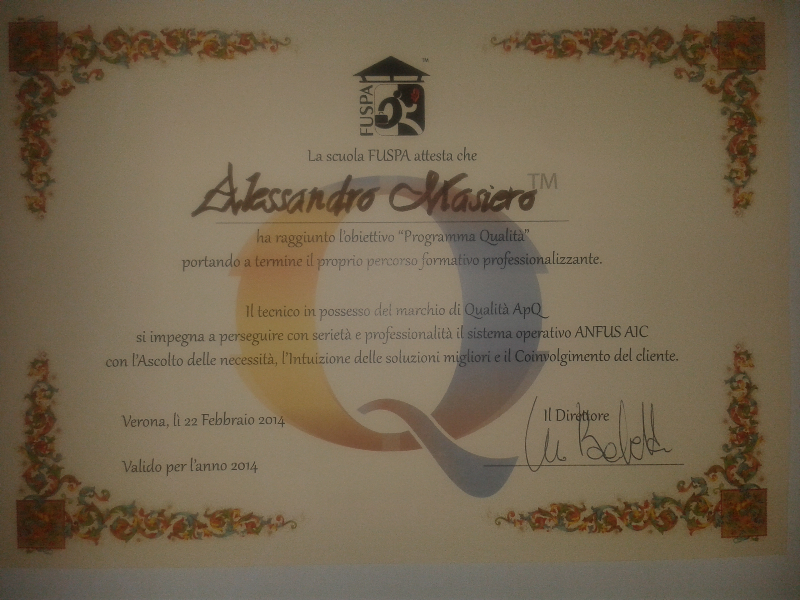 ™
FUSPA
La scuola FUSPA attesta che
Alessandro Masiero TM
ha raggiunto l'obiettivo "Programma Qualità"
portando a termine il proprio percorso formativo professionalizzante.
Il tecnico in possesso del marchio di Qualità ApQ
si impegna a perseguire con serietà e professionalità il sistema operativo ANFUS AIC
con l'Ascolto delle necessità, l'Intuizione delle soluzioni migliori e il Coinvolgimento del cliente.
Verona, lì 22 Febbraio 2014
Il Direttore
Valido per l'anno 2014